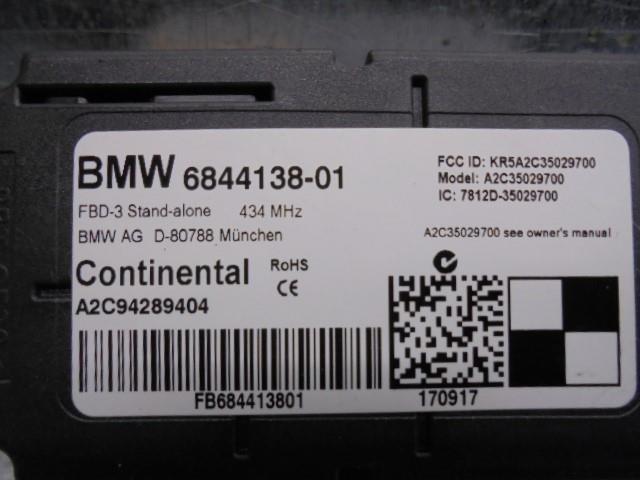 BMW 6844138-01
FBD-3 Stand-alone 434 MHz
BMW AG D-80788 München
Continental RoHS
CE
A2C94289404
FB684413801
FCC ID: KR5A2C35029700
Model: A2C35029700
IC: 7812D-35029700
A2C35029700 see owner's manual
170917